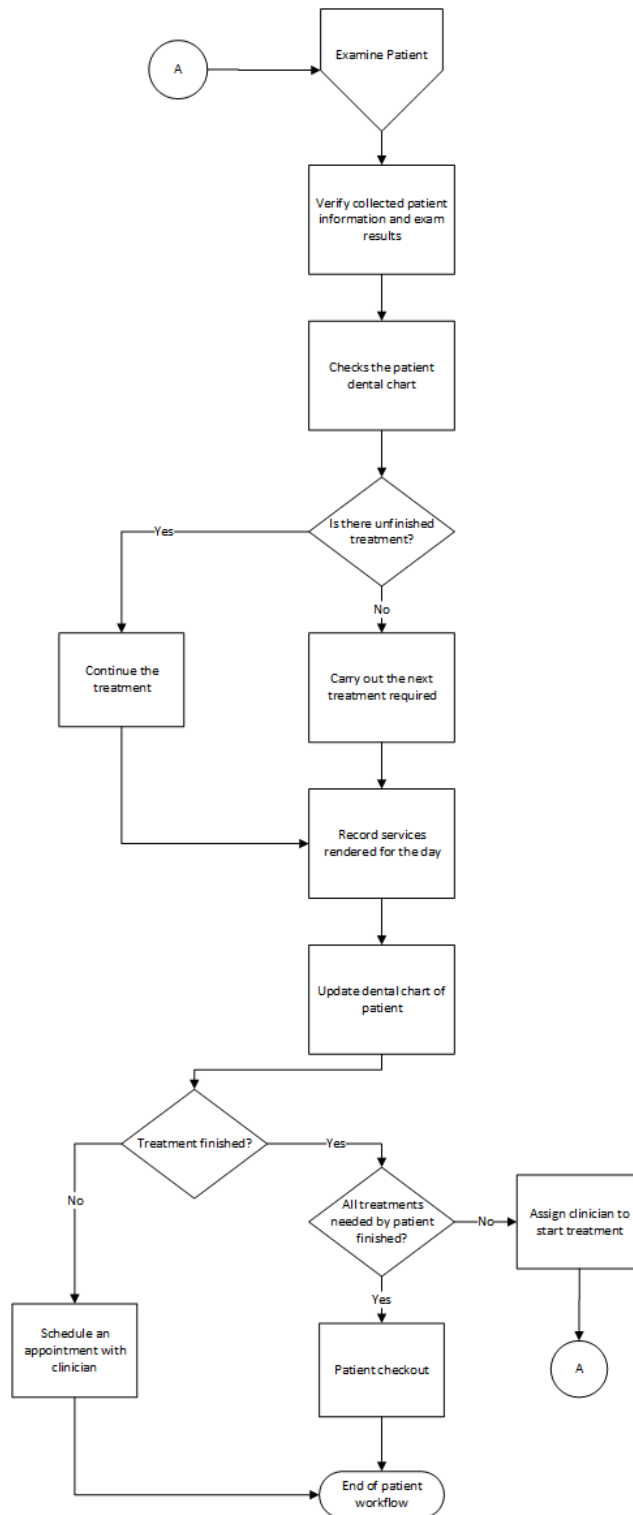 A
Examine Patient
Verify collected patient
information and exam
results
Checks the patient
dental chart
Is there unfinished
treatment?
Yes
No
Continue the
treatment
Carry out the next
treatment required
Record services
rendered for the day
Update dental chart of
patient
Treatment finished?
Yes
No
All treatments
needed by patient
finished?
No
Assign clinician to
start treatment
Yes
Schedule an
appointment with
clinician
Patient checkout
A
End of patient
workflow